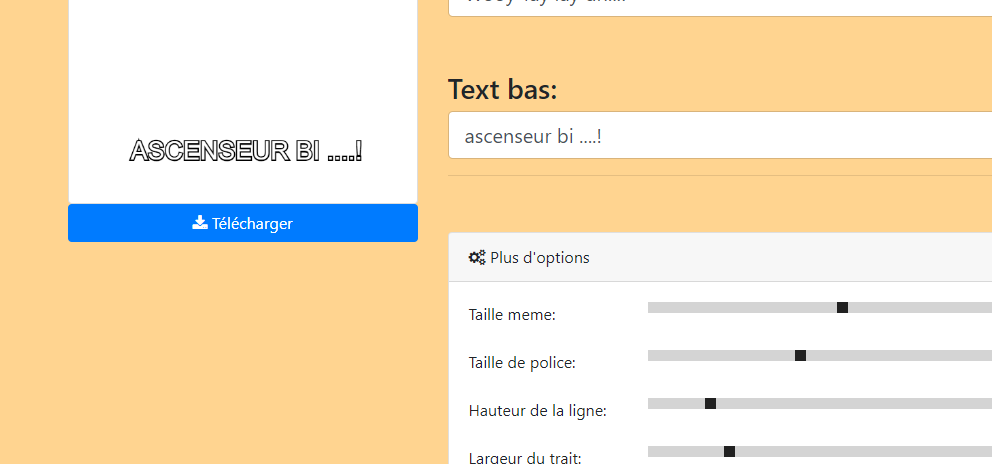 Text bas:
ascenseur bi ....!
ASCENSEUR BI ....!
Télécharger
Plus d'options
Taille meme:
Taille de police:
Hauteur de la ligne:
Largeur du trait: